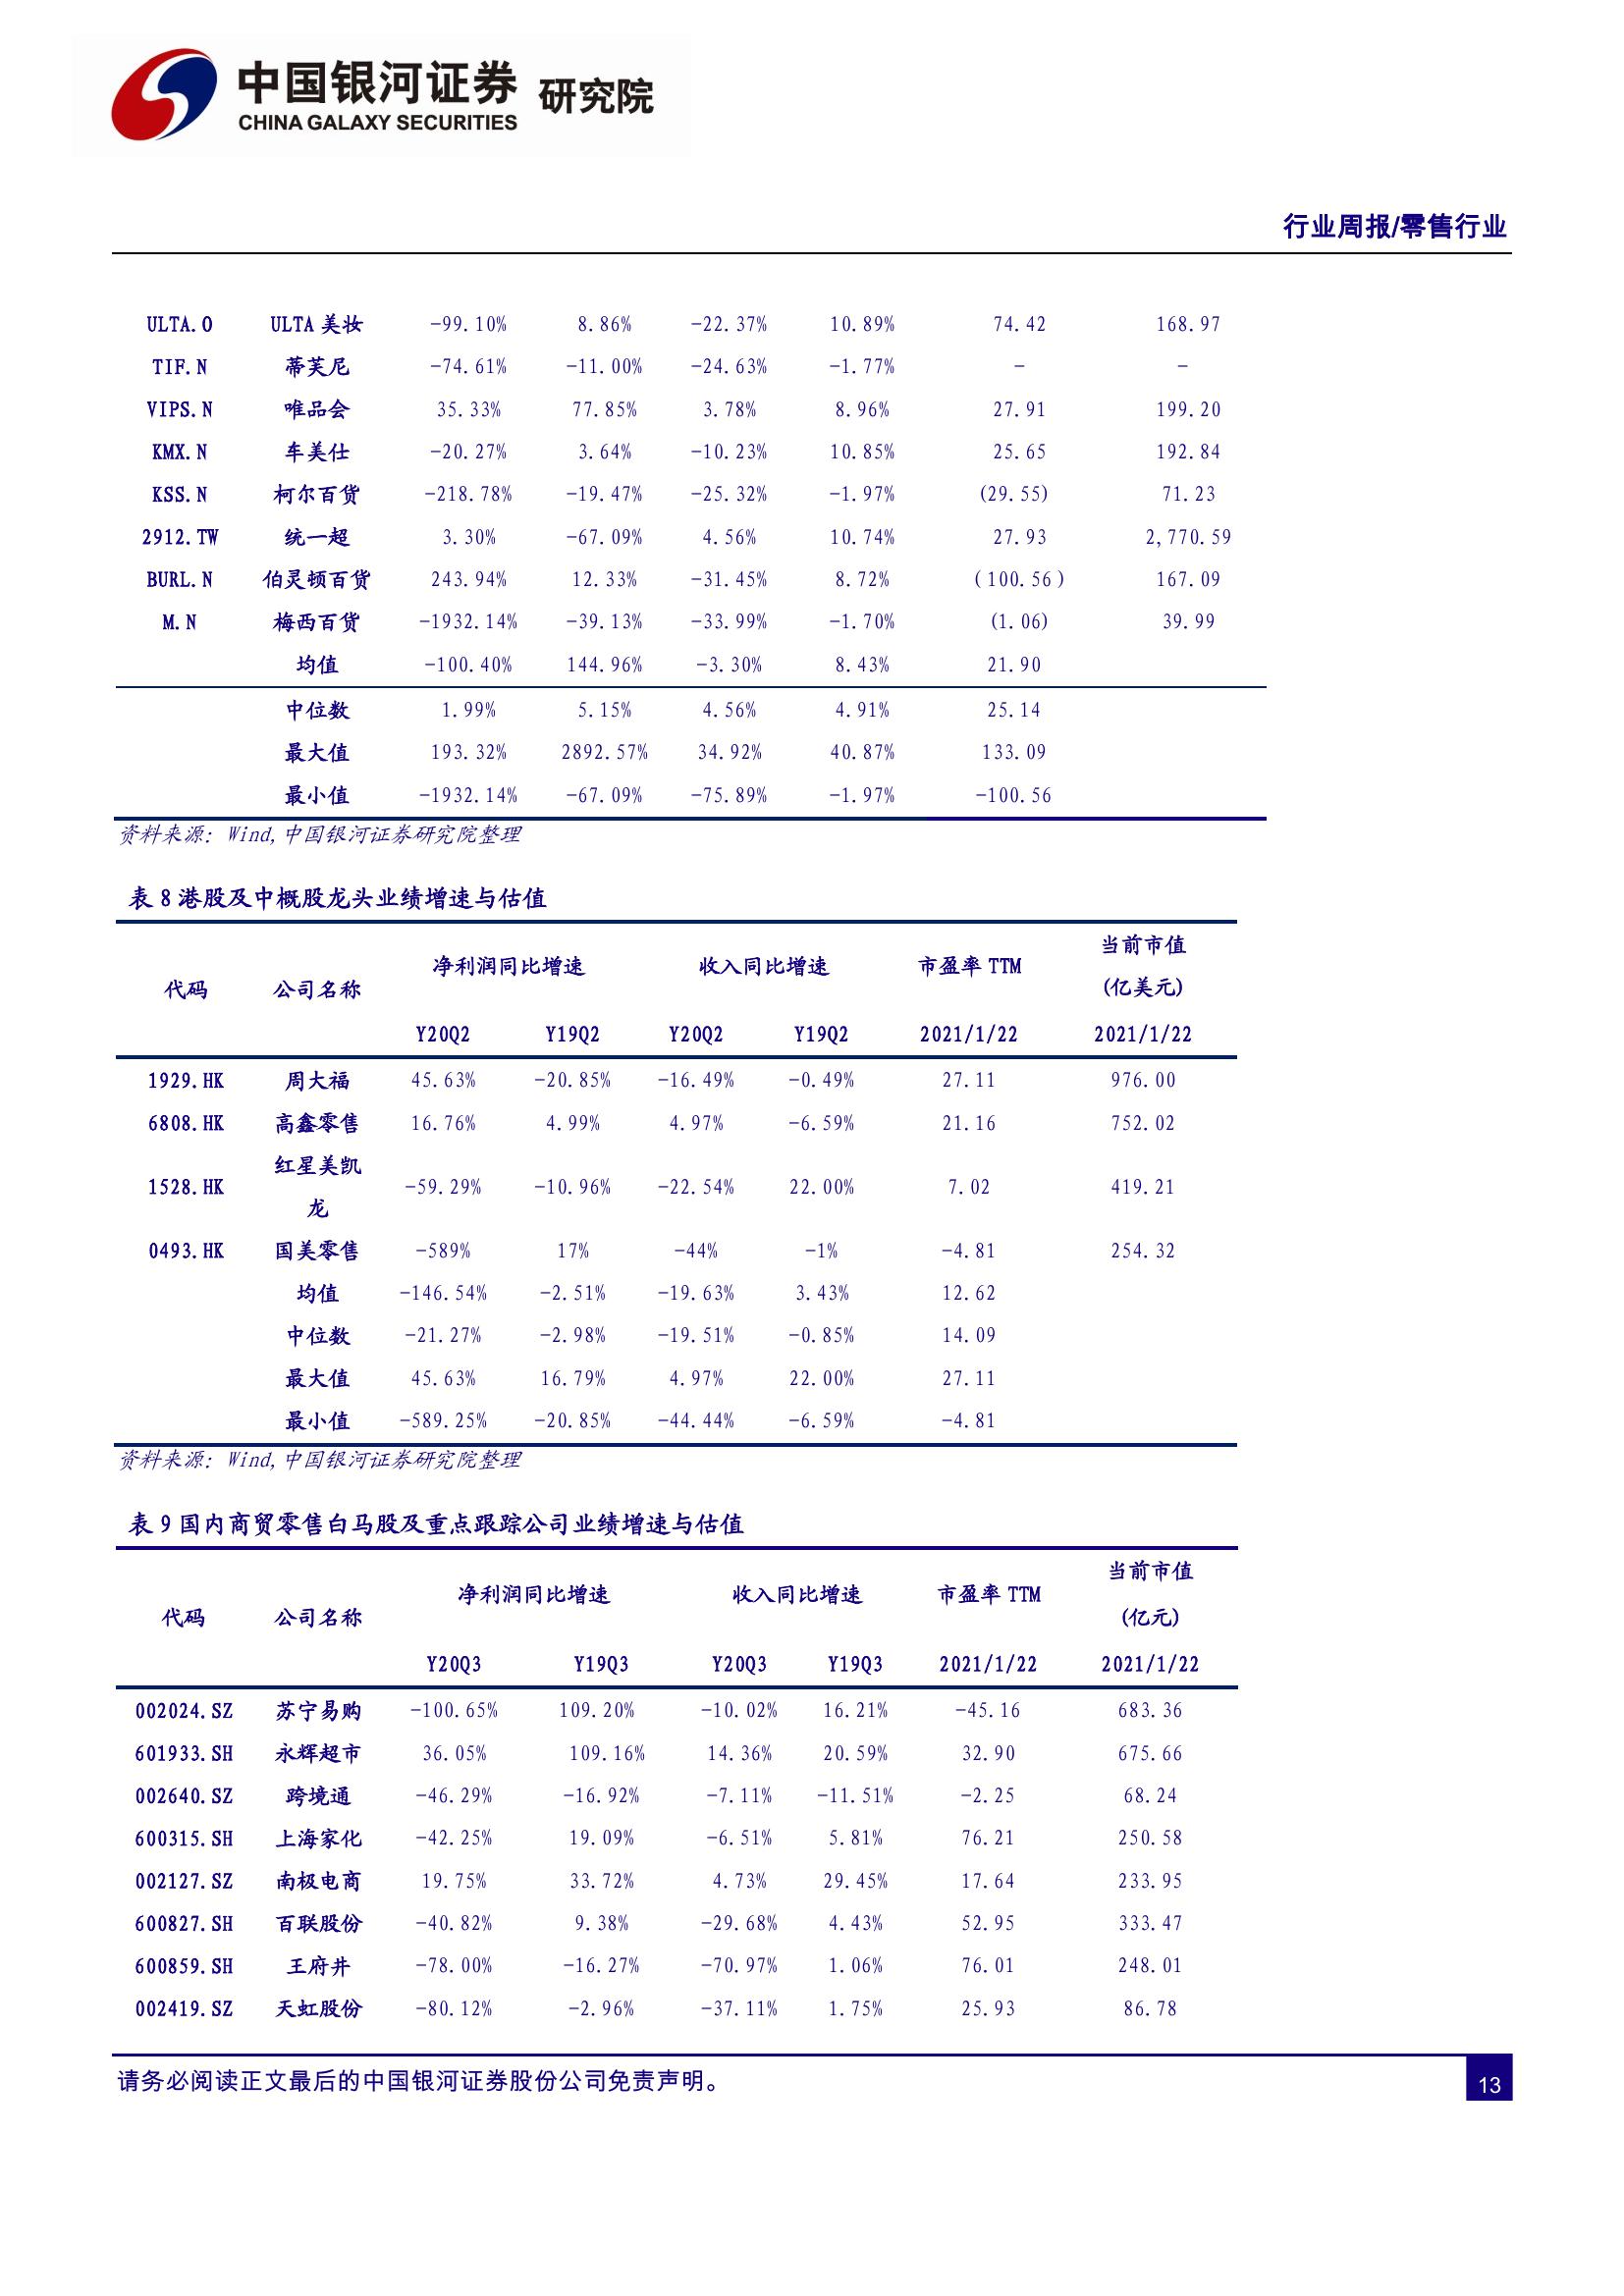 中国银河证券 研究院
CHINA GALAXY SECURITIES
行业周报/零售行业
ULTA.O ULTA 美妆 -99.10% 8.86% -22.37% 10.89% 74.42 168.97
TIF.N 蒂芙尼 -74.61% -11.00% -24.63% -1.77% - -
VIPS.N 唯品会 35.33% 77.85% 3.78% 8.96% 27.91 199.20
KMX.N 车美仕 -20.27% 3.64% -10.23% 10.85% 25.65 192.84
KSS.N 柯尔百货 -218.78% -19.47% -25.32% -1.97% (29.55) 71.23
2912.TW 统一超 3.30% -67.09% 4.56% 10.74% 27.93 2,770.59
BURL.N 伯灵顿百货 243.94% 12.33% -31.45% 8.72% (100.56) 167.09
M.N 梅西百货 -1932.14% -39.13% -33.99% -1.70% (1.06) 39.99
均值 -100.40% 144.96% -3.30% 8.43% 21.90
中位数 1.99% 5.15% 4.56% 4.91% 25.14
最大值 193.32% 2892.57% 34.92% 40.87% 133.09
最小值 -1932.14% -67.09% -75.89% -1.97% -100.56
资料来源：Wind,中国银河证券研究院整理
表 8 港股及中概股龙头业绩增速与估值
代码 公司名称 净利润同比增速 收入同比增速 市盈率 TTM 当前市值
(亿美元)
Y20Q2 Y19Q2 Y20Q2 Y19Q2 2021/1/22 2021/1/22
1929.HK 周大福 45.63% -20.85% -16.49% -0.49% 27.11 976.00
6808.HK 高鑫零售 16.76% 4.99% 4.97% -6.59% 21.16 752.02
1528.HK 红星美凯
龙 -59.29% -10.96% -22.54% 22.00% 7.02 419.21
0493.HK 国美零售 -589% 17% -44% -1% -4.81 254.32
均值 -146.54% -2.51% -19.63% 3.43% 12.62
中位数 -21.27% -2.98% -19.51% -0.85% 14.09
最大值 45.63% 16.79% 4.97% 22.00% 27.11
最小值 -589.25% -20.85% -44.44% -6.59% -4.81
资料来源：Wind,中国银河证券研究院整理
表 9 国内商贸零售白马股及重点跟踪公司业绩增速与估值
代码 公司名称 净利润同比增速 收入同比增速 市盈率 TTM 当前市值
(亿元)
Y20Q3 Y19Q3 Y20Q3 Y19Q3 2021/1/22 2021/1/22
002024.SZ 苏宁易购 -100.65% 109.20% -10.02% 16.21% -45.16 683.36
601933.SH 永辉超市 36.05% 109.16% 14.36% 20.59% 32.90 675.66
002640.SZ 跨境通 -46.29% -16.92% -7.11% -11.51% -2.25 68.24
600315.SH 上海家化 -42.25% 19.09% -6.51% 5.81% 76.21 250.58
002127.SZ 南极电商 19.75% 33.72% 4.73% 29.45% 17.64 233.95
600827.SH 百联股份 -40.82% 9.38% -29.68% 4.43% 52.95 333.47
600859.SH 王府井 -78.00% -16.27% -70.97% 1.06% 76.01 248.01
002419.SZ 天虹股份 -80.12% -2.96% -37.11% 1.75% 25.93 86.78
请务必阅读正文最后的中国银河证券股份公司免责声明。
13